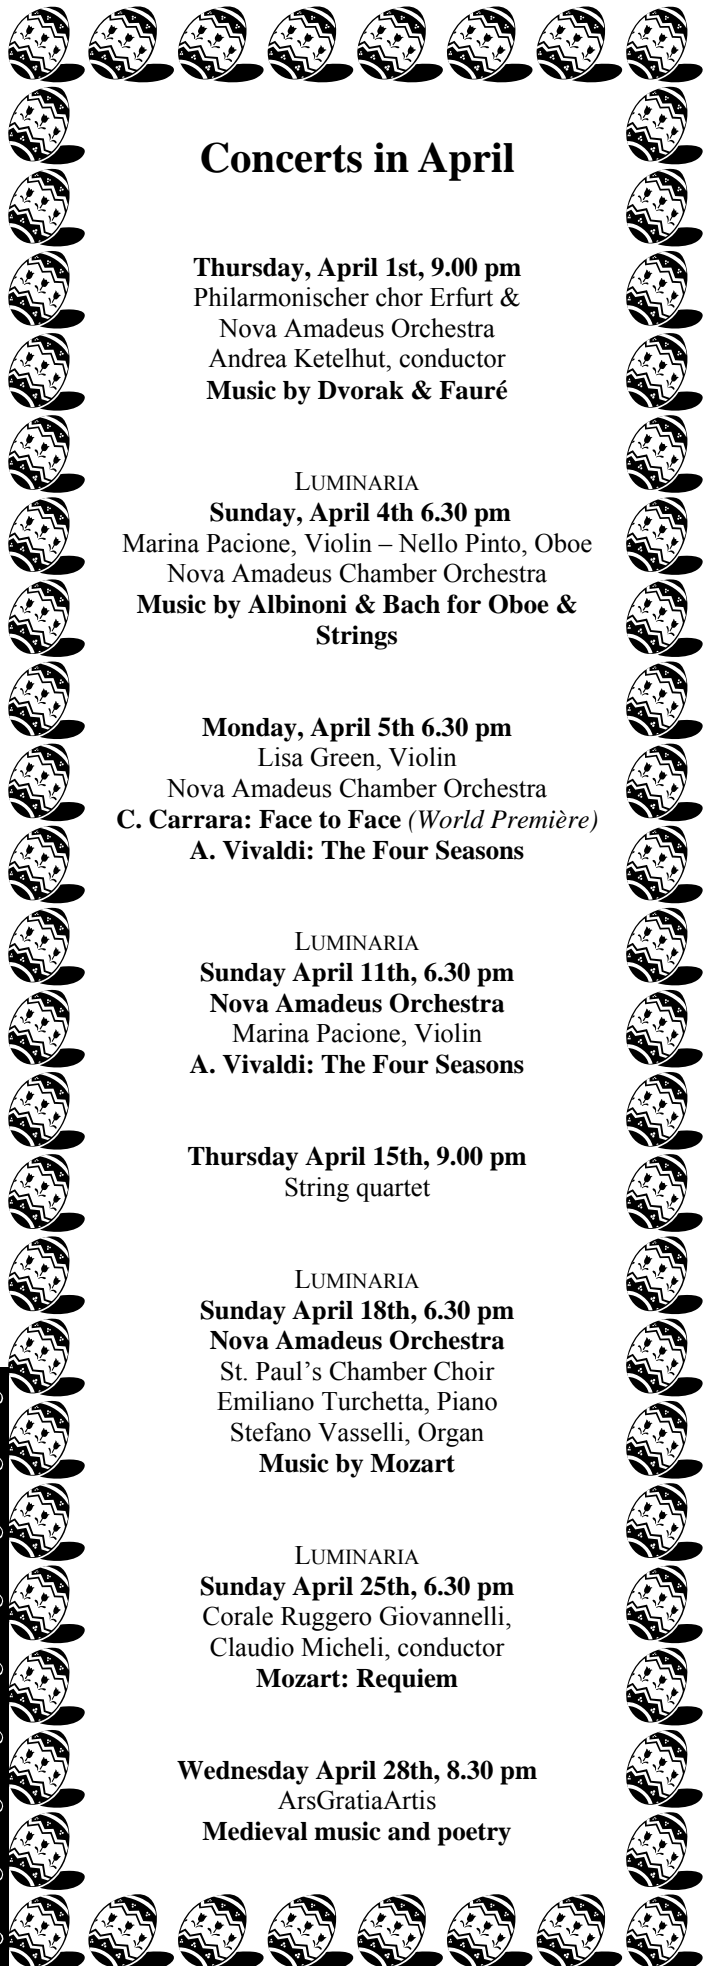 Concerts in April
Thursday, April 1st, 9.00 pm
Philarmonischer chor Erfurt &
Nova Amadeus Orchestra
Andrea Ketelhut, conductor
Music by Dvorak & Fauré
LUMINARIA
Sunday, April 4th 6.30 pm
Marina Pacione, Violin – Nello Pinto, Oboe
Nova Amadeus Chamber Orchestra
Music by Albinoni & Bach for Oboe &
Strings
Monday, April 5th 6.30 pm
Lisa Green, Violin
Nova Amadeus Chamber Orchestra
C. Carrara: Face to Face (World Première)
A. Vivaldi: The Four Seasons
LUMINARIA
Sunday April 11th, 6.30 pm
Nova Amadeus Orchestra
Marina Pacione, Violin
A. Vivaldi: The Four Seasons
Thursday April 15th, 9.00 pm
String quartet
LUMINARIA
Sunday April 18th, 6.30 pm
Nova Amadeus Orchestra
St. Paul’s Chamber Choir
Emiliano Turchetta, Piano
Stefano Vasselli, Organ
Music by Mozart
LUMINARIA
Sunday April 25th, 6.30 pm
Corale Ruggero Giovannelli,
Claudio Micheli, conductor
Mozart: Requiem
Wednesday April 28th, 8.30 pm
ArsGratiaArtis
Medieval music and poetry